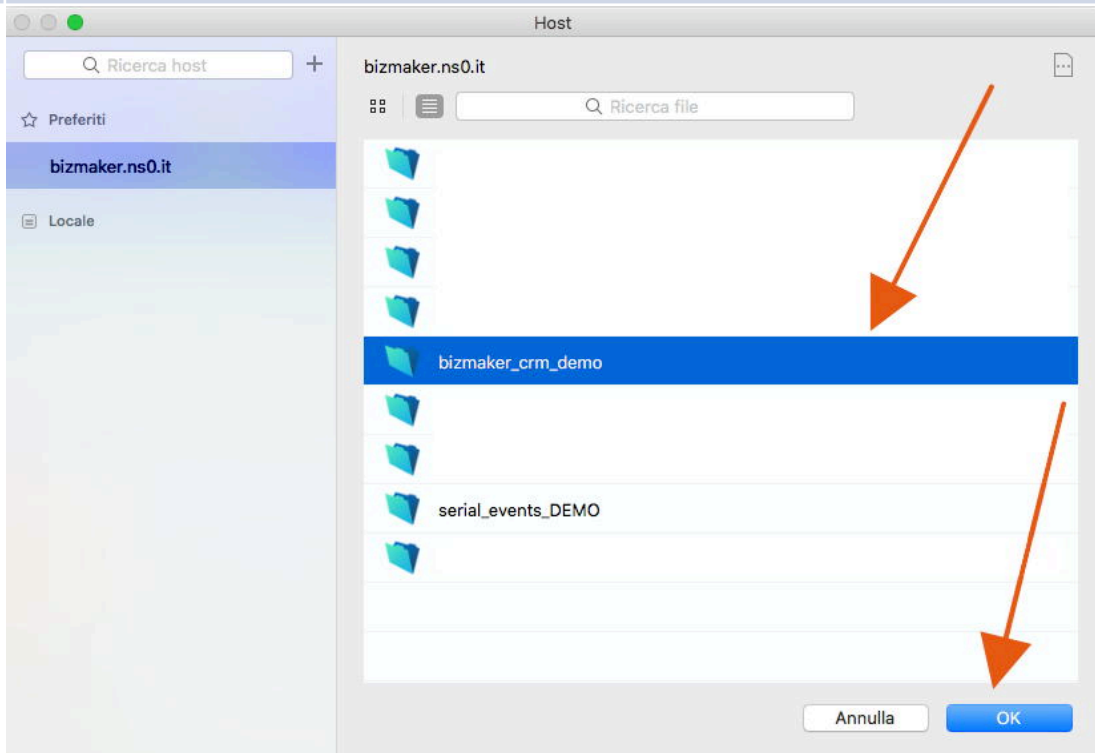 Host
Ricerca host
Preferiti
bizmaker.ns0.it
Locale
bizmaker.ns0.it
Ricerca file
bizmaker_crm_demo
serial_events_DEMO
Annulla
OK